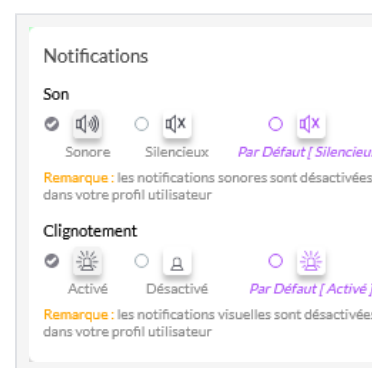 Notifications
Son
Sonore Silencieux Par Défaut [ Silencieux
Remarque : les notifications sonores sont désactivées
dans votre profil utilisateur
Clignotement
Activé Désactivé Par Défaut [ Activé ]
Remarque : les notifications visuelles sont désactivées
dans votre profil utilisateur